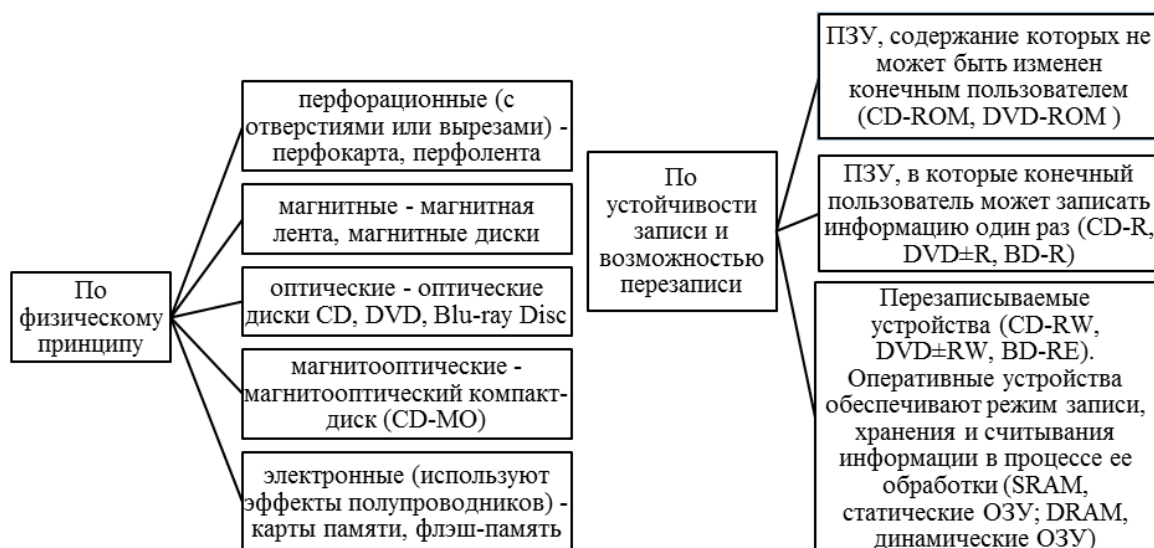 По
физическому
принципу
перфорационные (с
отверстиями или вырезами) -
перфокарта, перфолента
магнитные - магнитная
лента, магнитные диски
оптические - оптические
диски CD, DVD, Blu-ray Disc
магнитооптические -
магнитооптический компакт-
диск (CD-MO)
электронные (используют
эффекты полупроводников) -
карты памяти, флэш-память
По
устойчивости
записи и
возможностью
перезаписи
ПЗУ, содержание которых не
может быть изменен
конечным пользователем
(CD-ROM, DVD-ROM )
ПЗУ, в которые конечный
пользователь может записать
информацию один раз (CD-R,
DVD±R, BD-R)
Перезаписываемые
устройства (CD-RW,
DVD±RW, BD-RE).
Оперативные устройства
обеспечивают режим записи,
хранения и считывания
информации в процессе ее
обработки (SRAM,
статические ОЗУ; DRAM,
динамические ОЗУ)